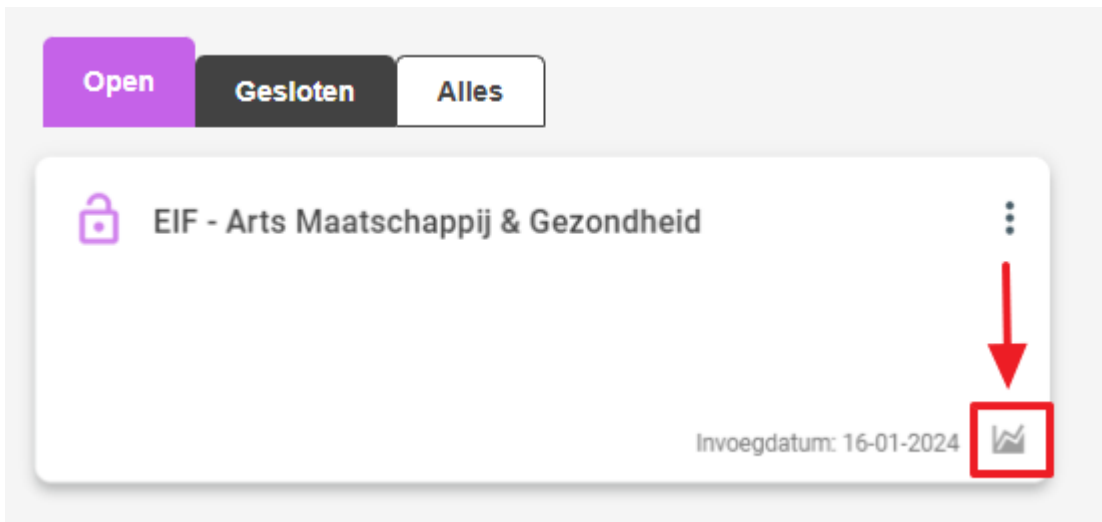 Open
Gesloten
Alles
EIF - Arts Maatschappij & Gezondheid
Invoegdatum: 16-01-2024